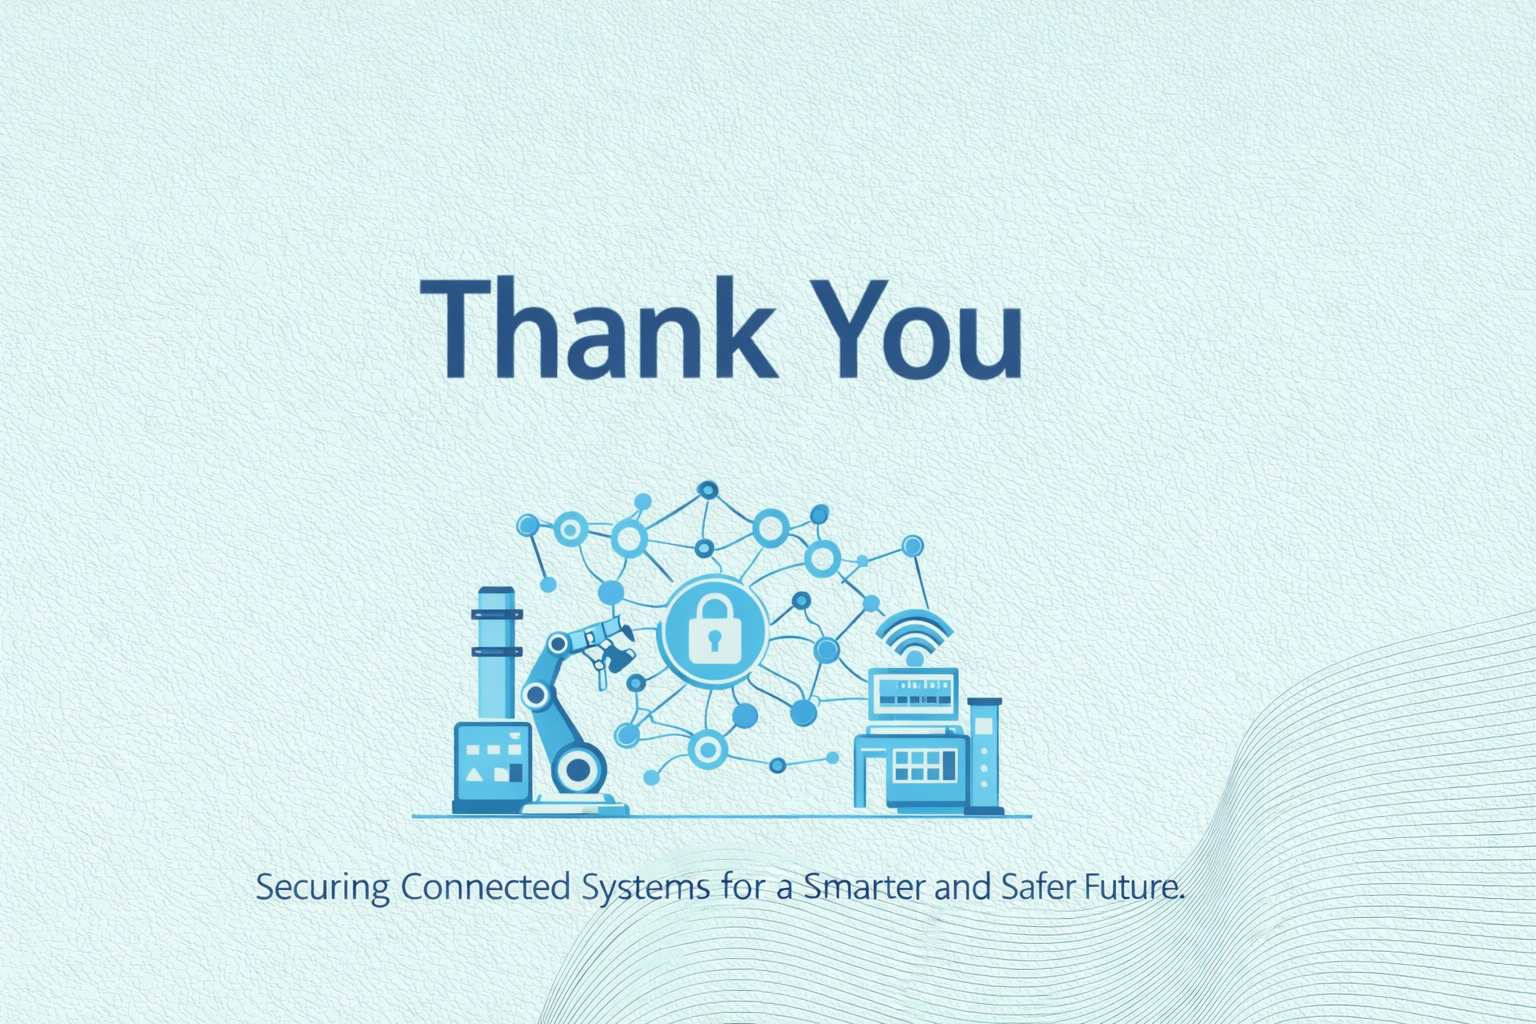 Thank You
Securing Connected Systems for a Smarter and Safer Future.